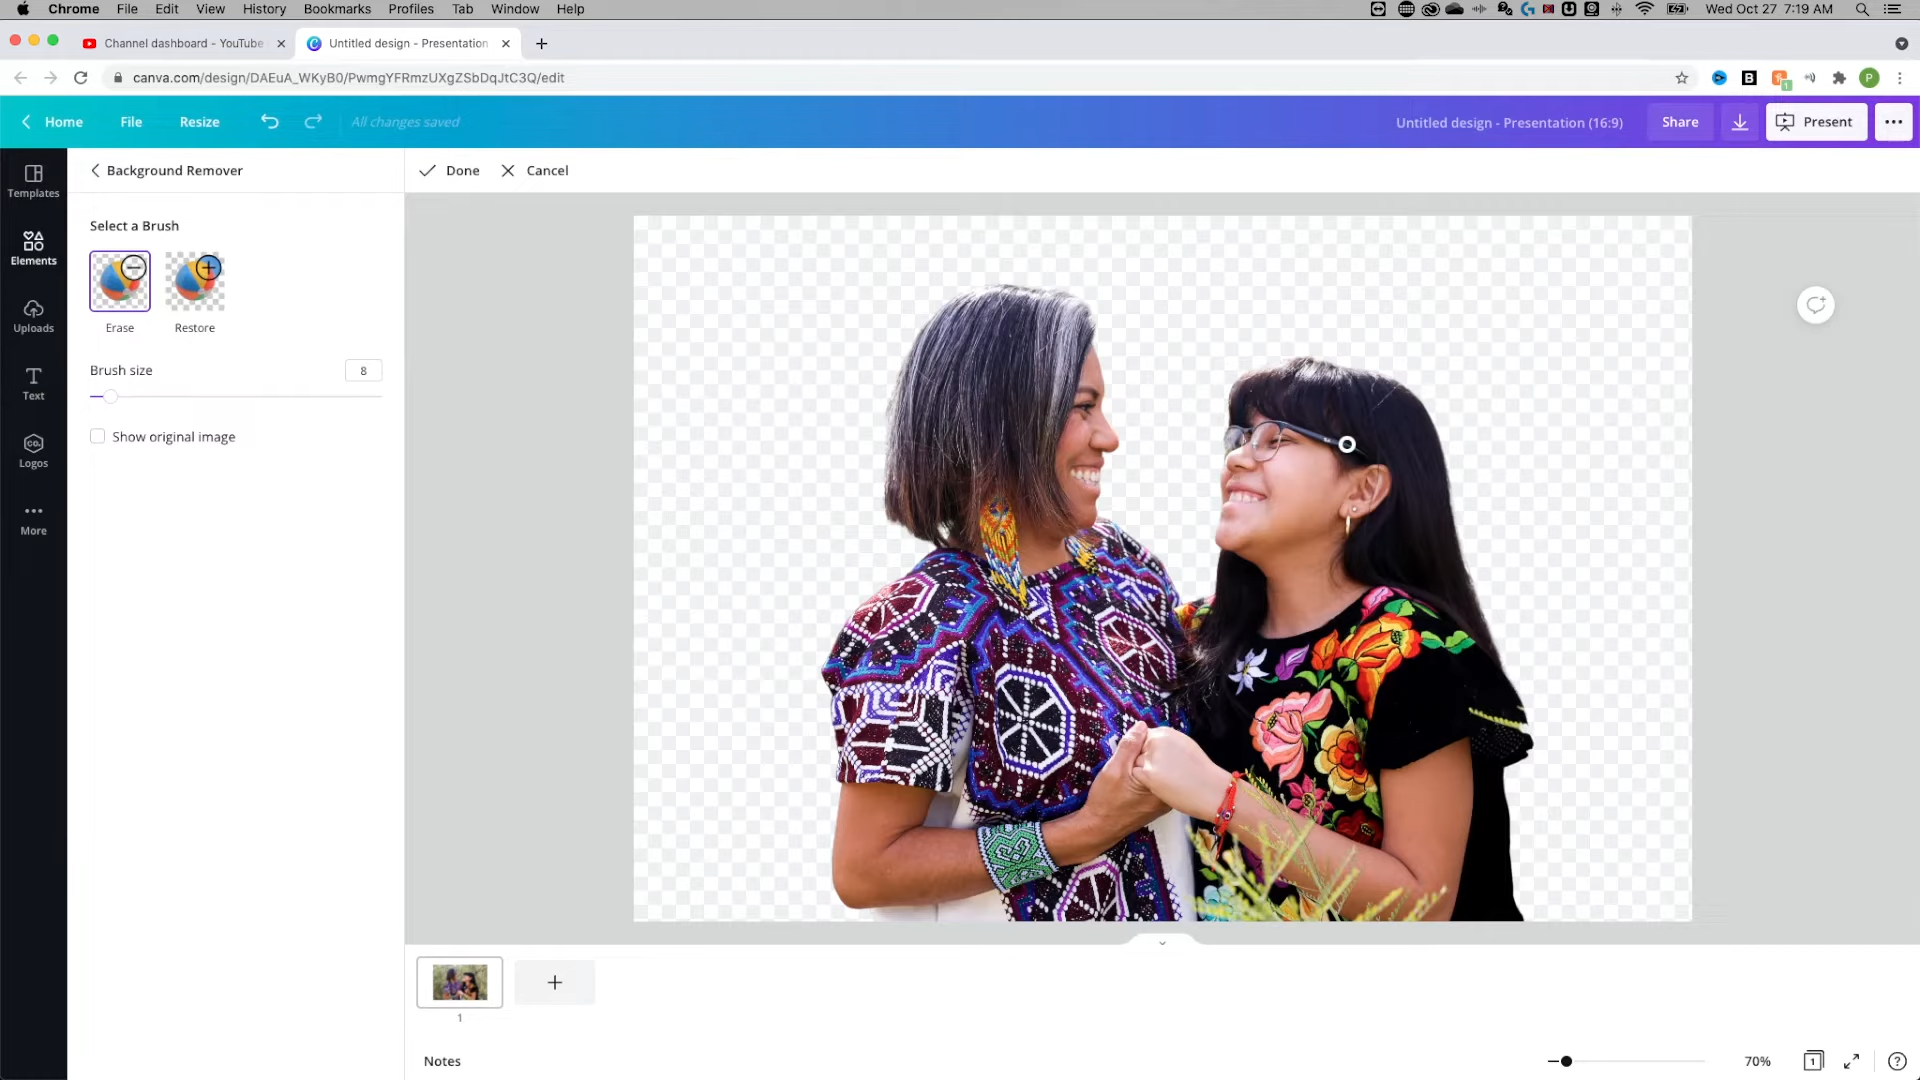 Chrome File Edit View History Bookmarks Profiles Tab Window Help
Wed Oct 27 7:19 AM
Channel dashboard - YouTube
Untitled design - Presentation
canva.com/design/DAEuA_WKyB0/PwmgYFRmzUXgZSbDqJtC3Q/edit
B
1
P
Home File Resize All changes saved
Untitled design - Presentation (16:9) Share Present
Templates
Elements
Uploads
Text
CO.
Logos
More
Background Remover
Done Cancel
Select a Brush
Erase Restore
Brush size 8
Show original image
1
Notes
70%
1
?